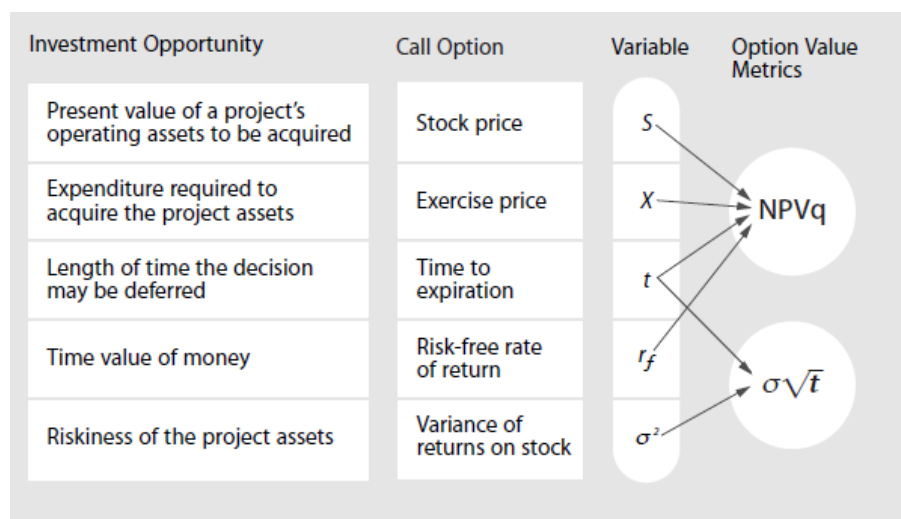 Investment Opportunity
Call Option
Variable
Option Value
Metrics
Present value of a project’s
operating assets to be acquired
Stock price
S
Expenditure required to
acquire the project assets
Exercise price
X
NPVq
Length of time the decision
may be deferred
Time to
expiration
t
Time value of money
Risk-free rate
of return
r_f
σ√t
Riskiness of the project assets
Variance of
returns on stock
σ²